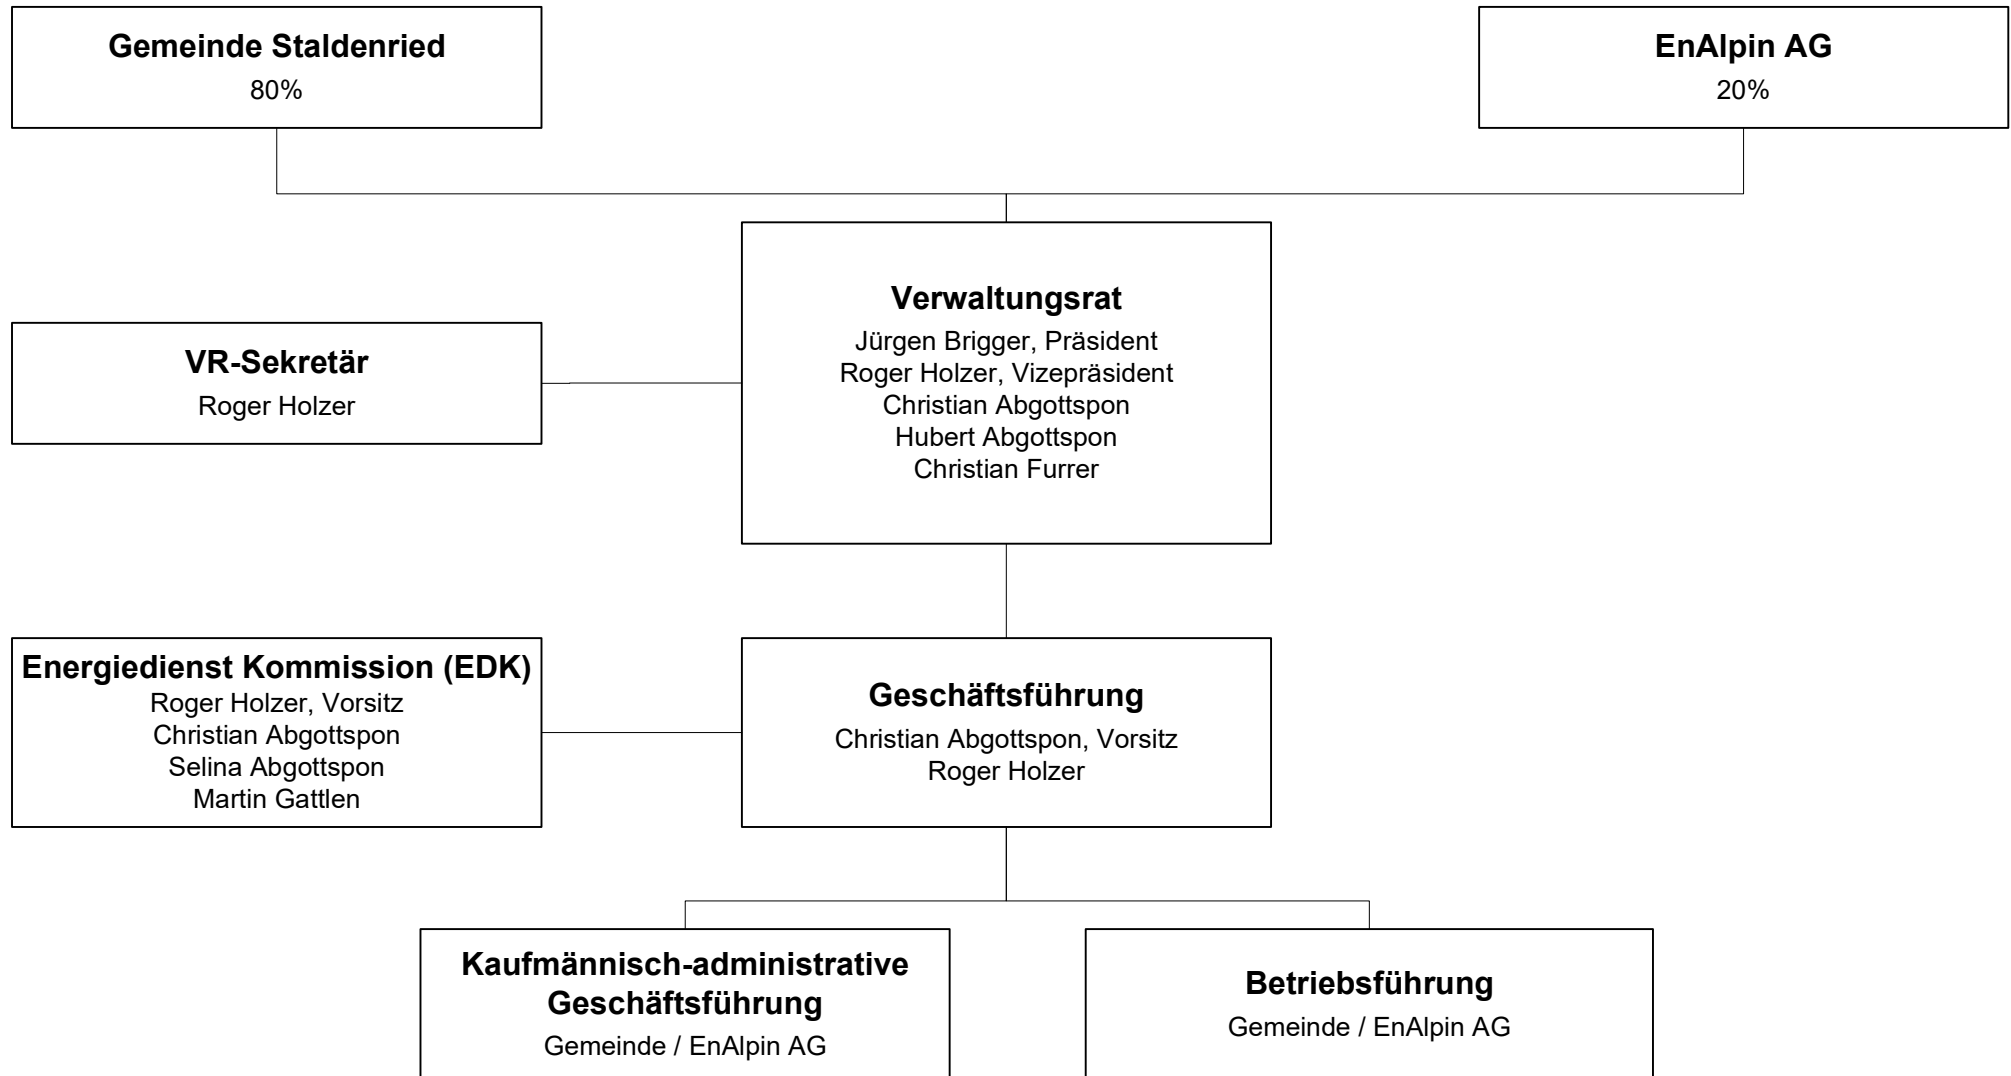 Gemeinde Staldenried
80%
EnAlpin AG
20%
Verwaltungsrat
Jürgen Brigger, Präsident
Roger Holzer, Vizepräsident
Christian Abgottspon
Hubert Abgottspon
Christian Furrer
VR-Sekretär
Roger Holzer
Energiedienst Kommission (EDK)
Roger Holzer, Vorsitz
Christian Abgottspon
Selina Abgottspon
Martin Gattlen
Geschäftsführung
Christian Abgottspon, Vorsitz
Roger Holzer
Kaufmännisch-administrative
Geschäftsführung
Gemeinde / EnAlpin AG
Betriebsführung
Gemeinde / EnAlpin AG